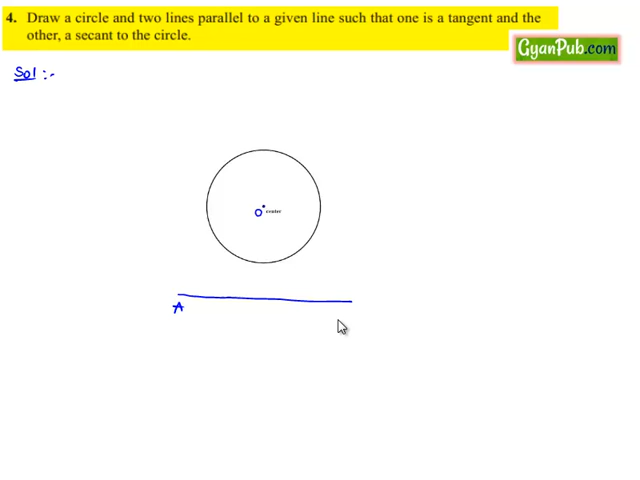 4. Draw a circle and two lines parallel to a given line such that one is a tangent and the
other, a secant to the circle.
GyanPub.com
Sol :-
O center
A